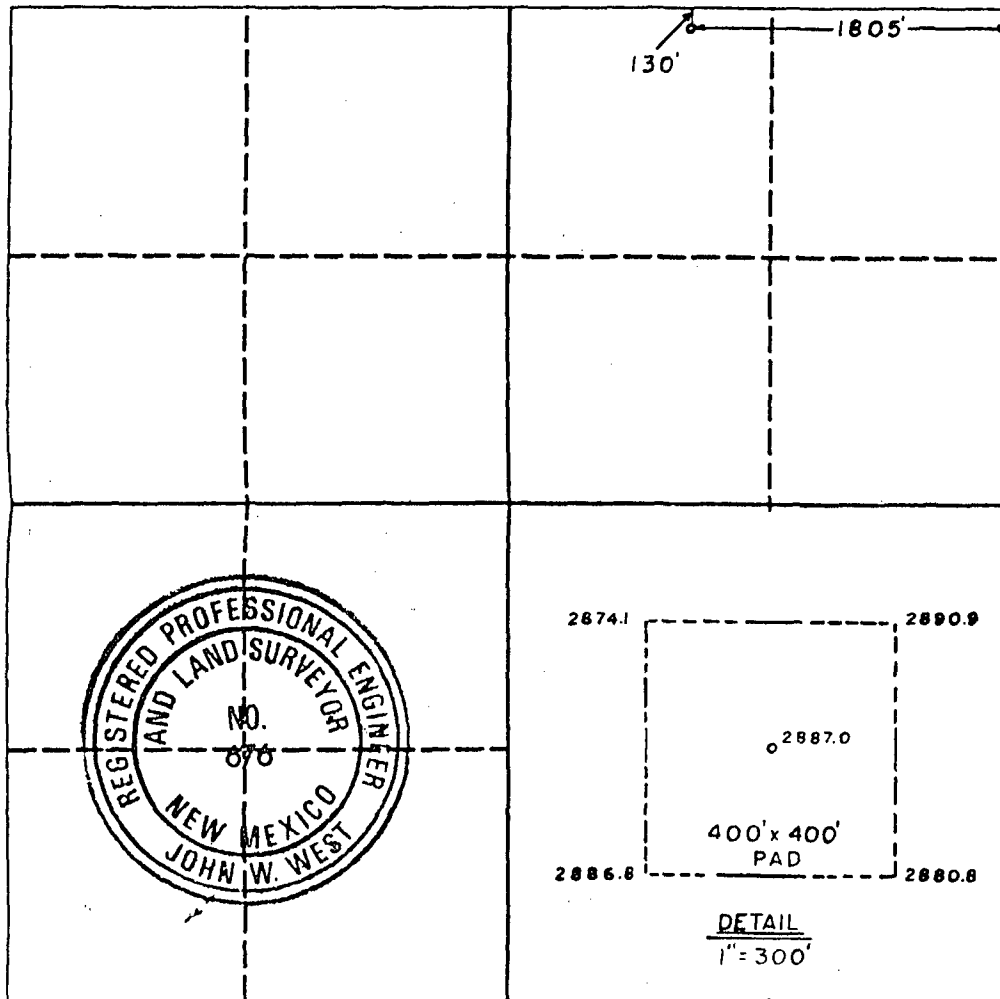 1805'
130'
REGISTERED PROFESSIONAL ENGINEER
AND LAND SURVEYOR
NO.
676
NEW MEXICO
JOHN W. WEST
2874.1
2890.9
2887.0
400' x 400'
PAD
2886.8
2880.8
DETAIL
1" = 300'